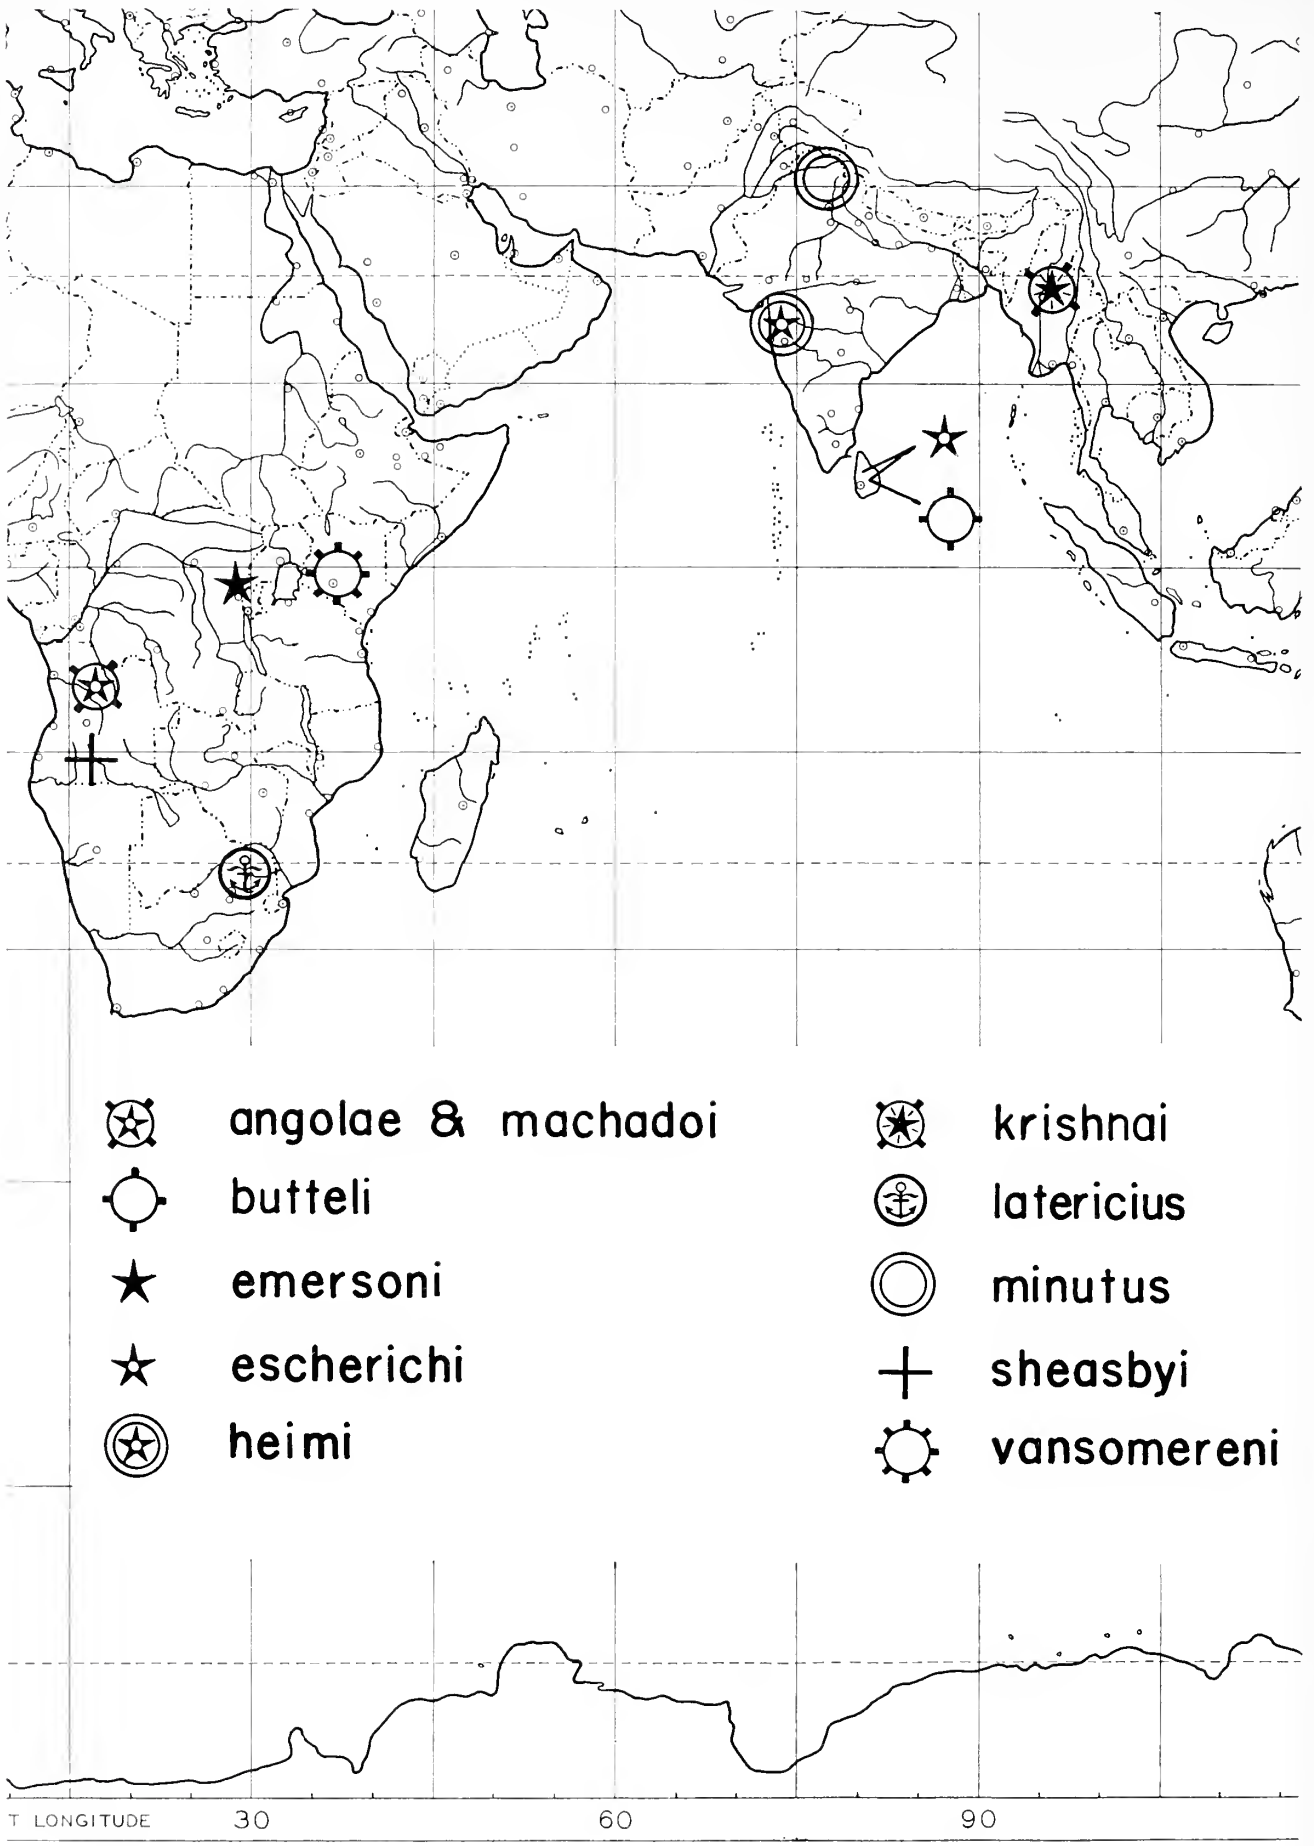 angolae & machadoi
butteli
emersoni
escherichi
heimi
krishnai
latericius
minutus
sheasbyi
vansomereni
T LONGITUDE 30 60 90